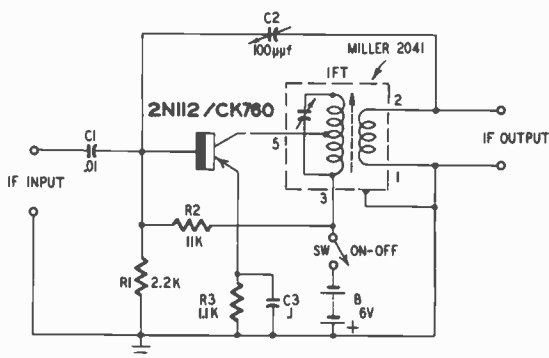 C2
100μμf
MILLER 2041
IFT
2N112/CK760
2
C1
.01
5
IF OUTPUT
1
IF INPUT
3
R2
11K
SW ON-OFF
R1 2.2K
R3
1.1K
C3
.1
B
6V
+